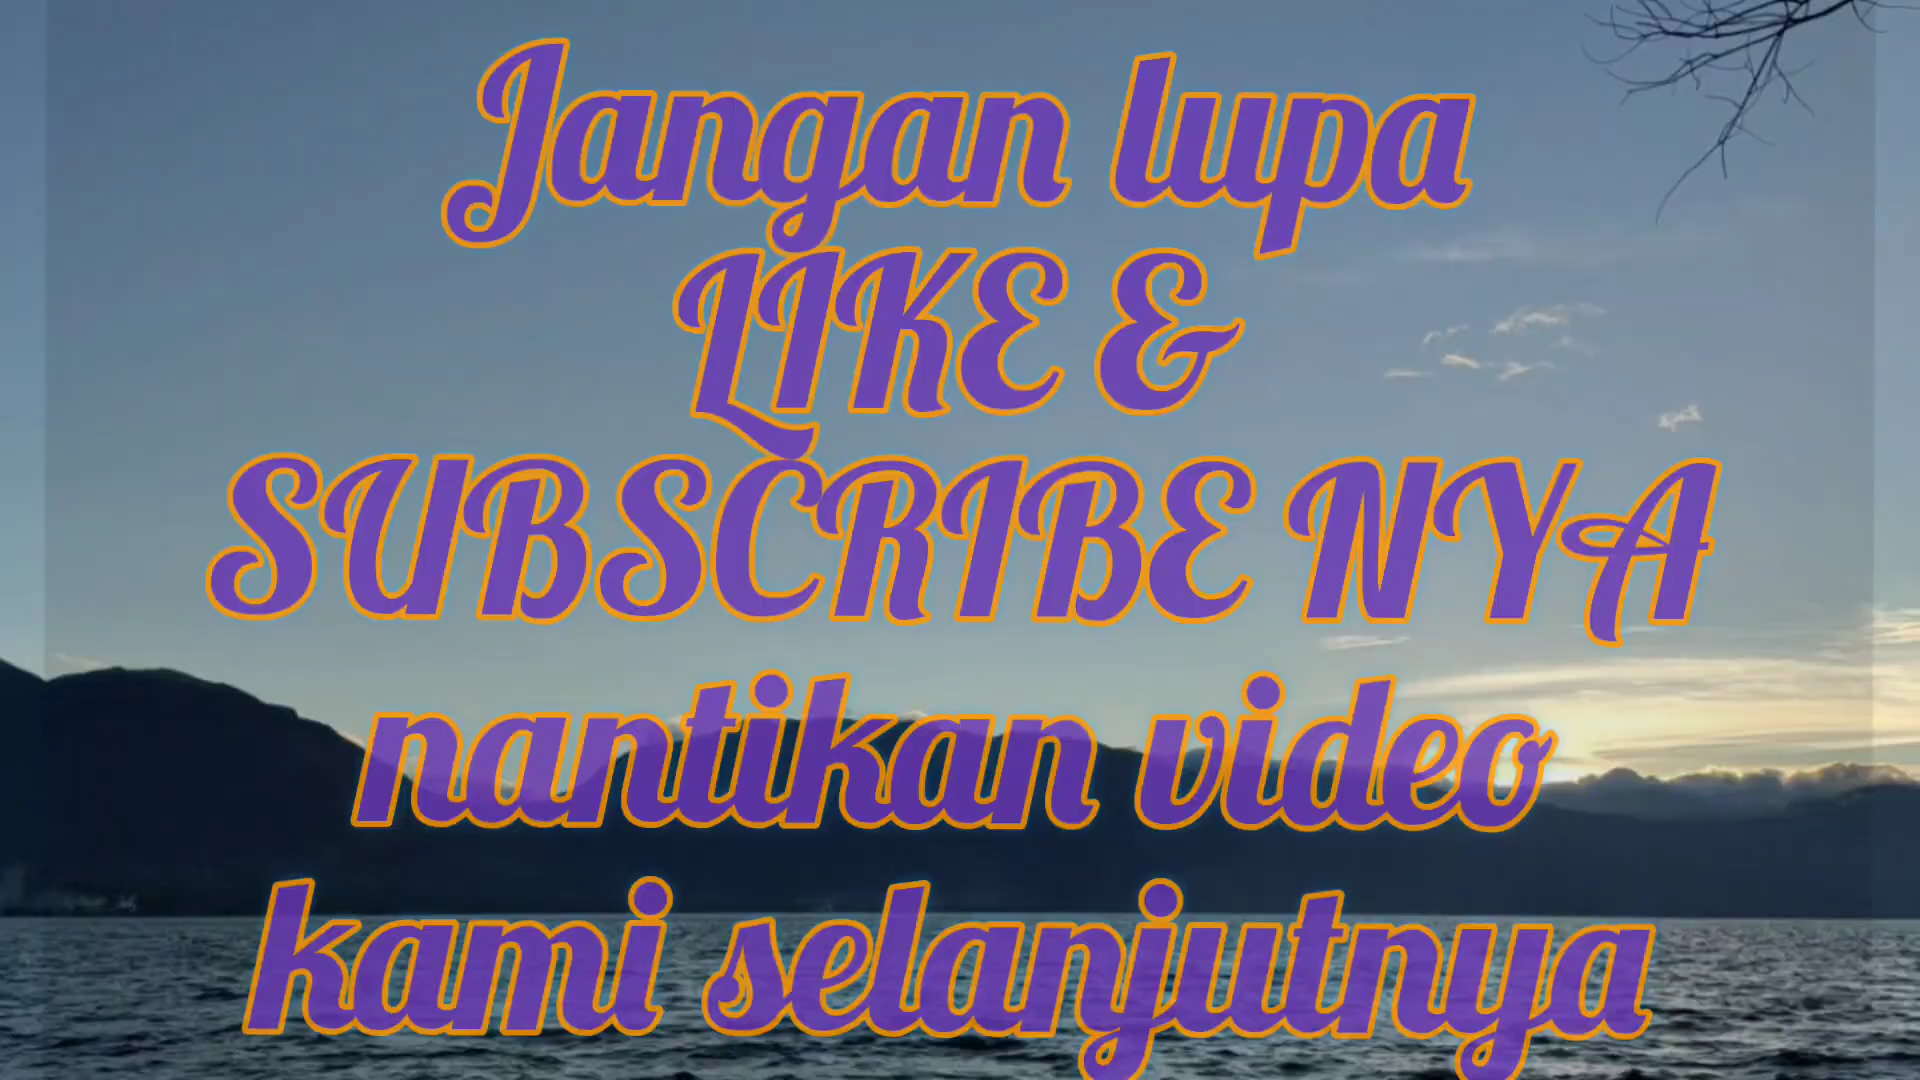 Jangan lupa
LIKE &
SUBSCRIBE NYA
nantikan video
kami selanjutnya